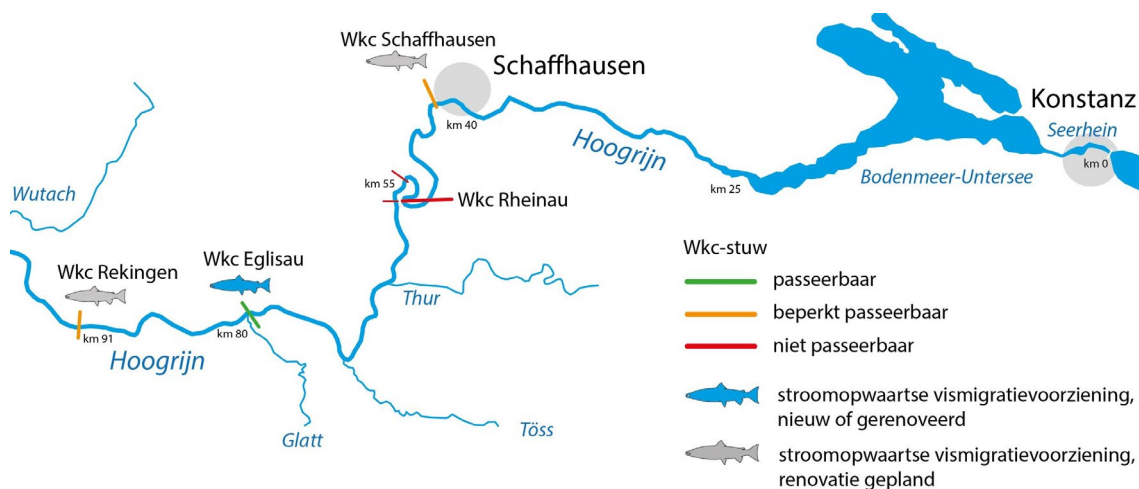 Wkc Schaffhausen
Schaffhausen
Konstanz
Seerhein
km 0
km 40
Hoogrijn
km 25
Bodenmeer-Untersee
Wutach
km 55
Wkc Rheinau
Wkc Rekingen
Wkc Eglisau
Thur
km 91
km 80
Hoogrijn
Glatt
Töss
Wkc-stuw
passeerbaar
beperkt passeerbaar
niet passeerbaar
stroomopwaartse vismigratievoorziening,
nieuw of gerenoveerd
stroomopwaartse vismigratievoorziening,
renovatie gepland